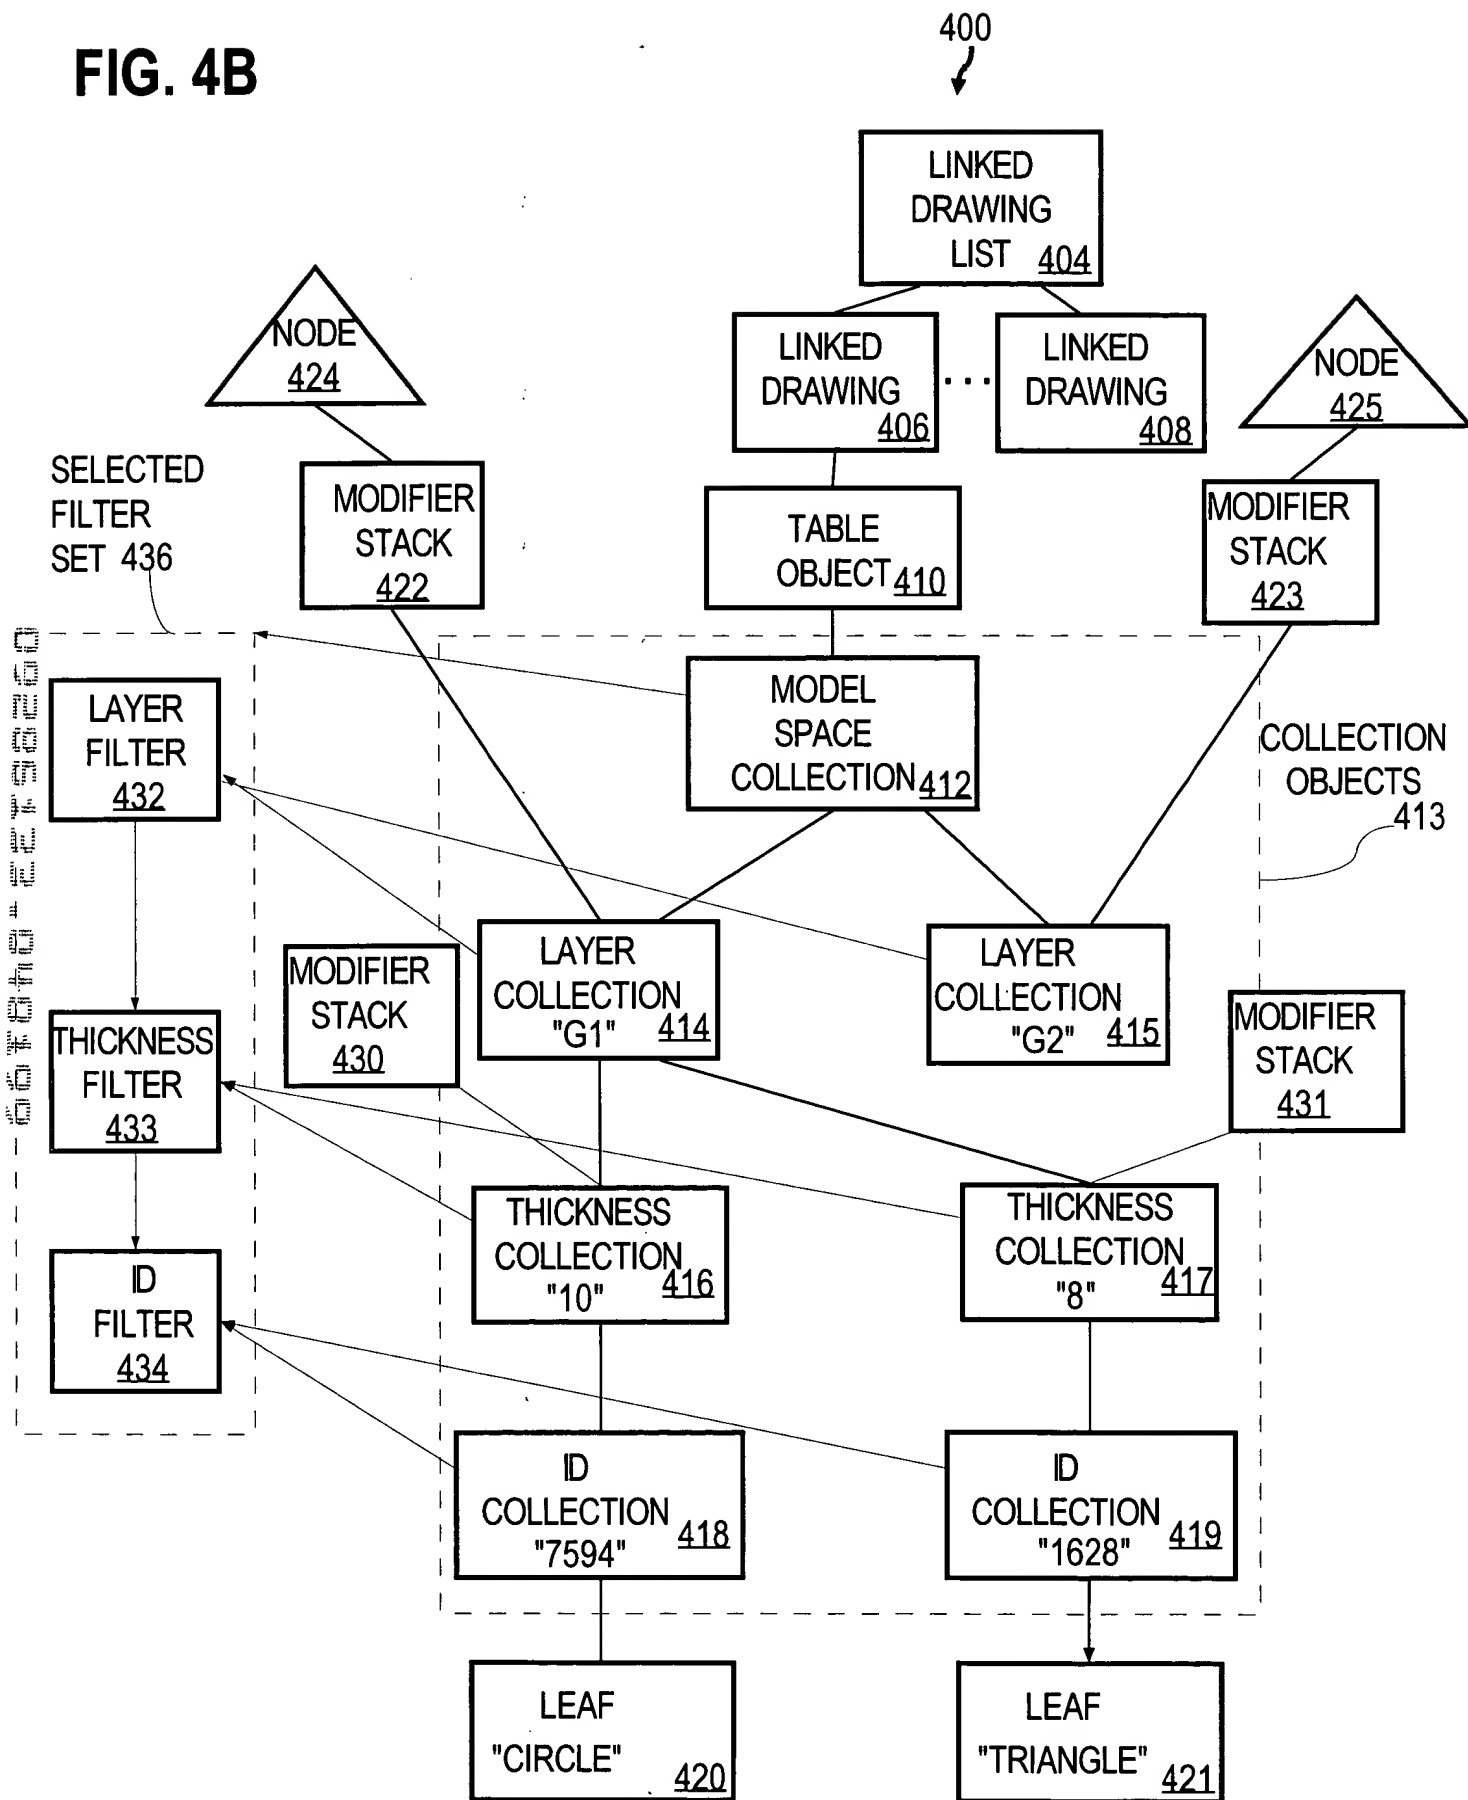 FIG. 4B
400
LINKED
DRAWING
LIST 404
NODE
424
LINKED
DRAWING
406
...
LINKED
DRAWING
408
NODE
425
SELECTED
FILTER
SET 436
MODIFIER
STACK
422
TABLE
OBJECT 410
MODIFIER
STACK
423
LAYER
FILTER
432
MODEL
SPACE
COLLECTION 412
COLLECTION
OBJECTS
413
MODIFIER
STACK
430
LAYER
COLLECTION
"G1" 414
LAYER
COLLECTION
"G2" 415
MODIFIER
STACK
431
THICKNESS
FILTER
433
THICKNESS
COLLECTION
"10" 416
THICKNESS
COLLECTION
"8" 417
ID
FILTER
434
ID
COLLECTION
"7594" 418
ID
COLLECTION
"1628" 419
LEAF
"CIRCLE" 420
LEAF
"TRIANGLE" 421